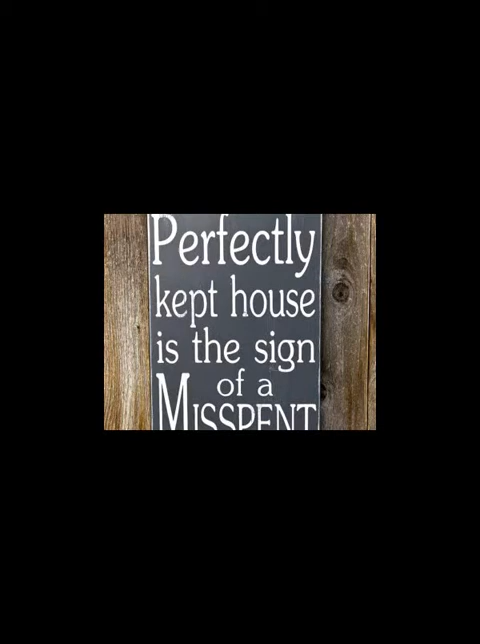 Perfectly
kept house
is the sign
of a
MISSPENT